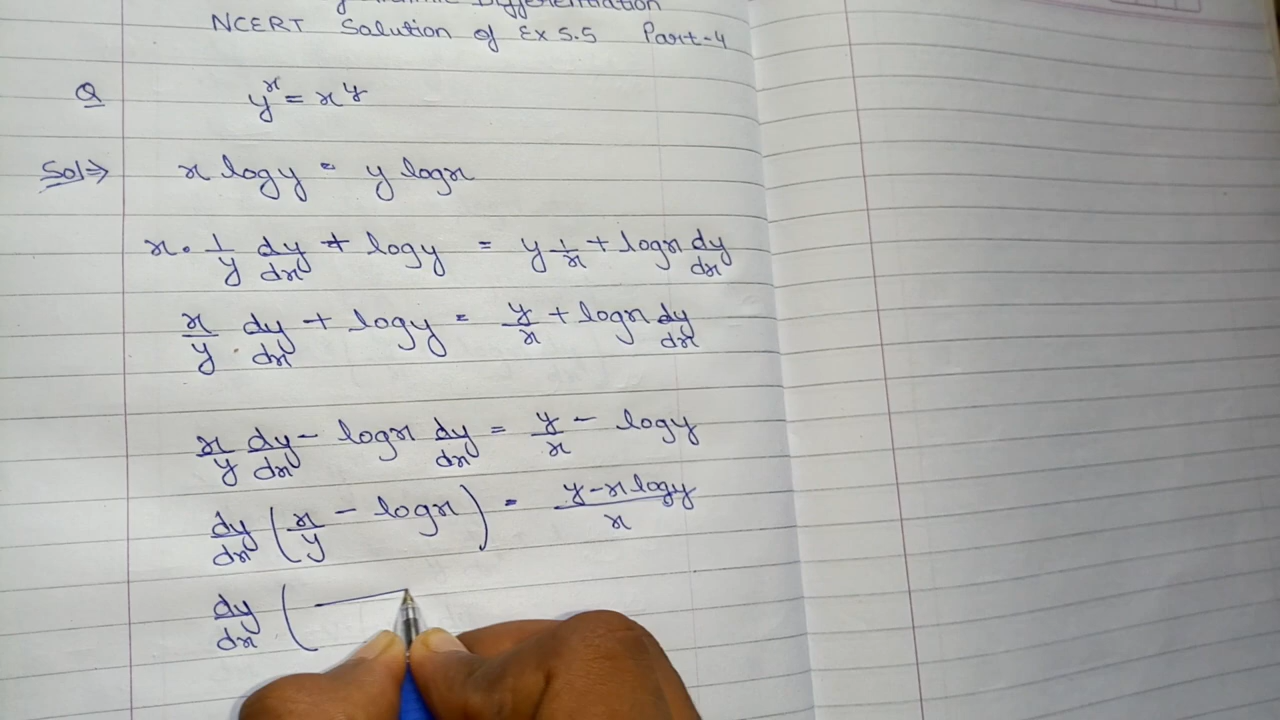 Differentiation
NCERT Solution of Ex 5.5 Part-4
Q y^x = x^y
Sol⇒ x log y = y log x
x · 1/y dy/dx + log y = y 1/x + log x dy/dx
x/y · dy/dx + log y = y/x + log x dy/dx
x/y dy/dx - log x dy/dx = y/x - log y
dy/dx (x/y - log x) = y - x log y/x
dy/dx (